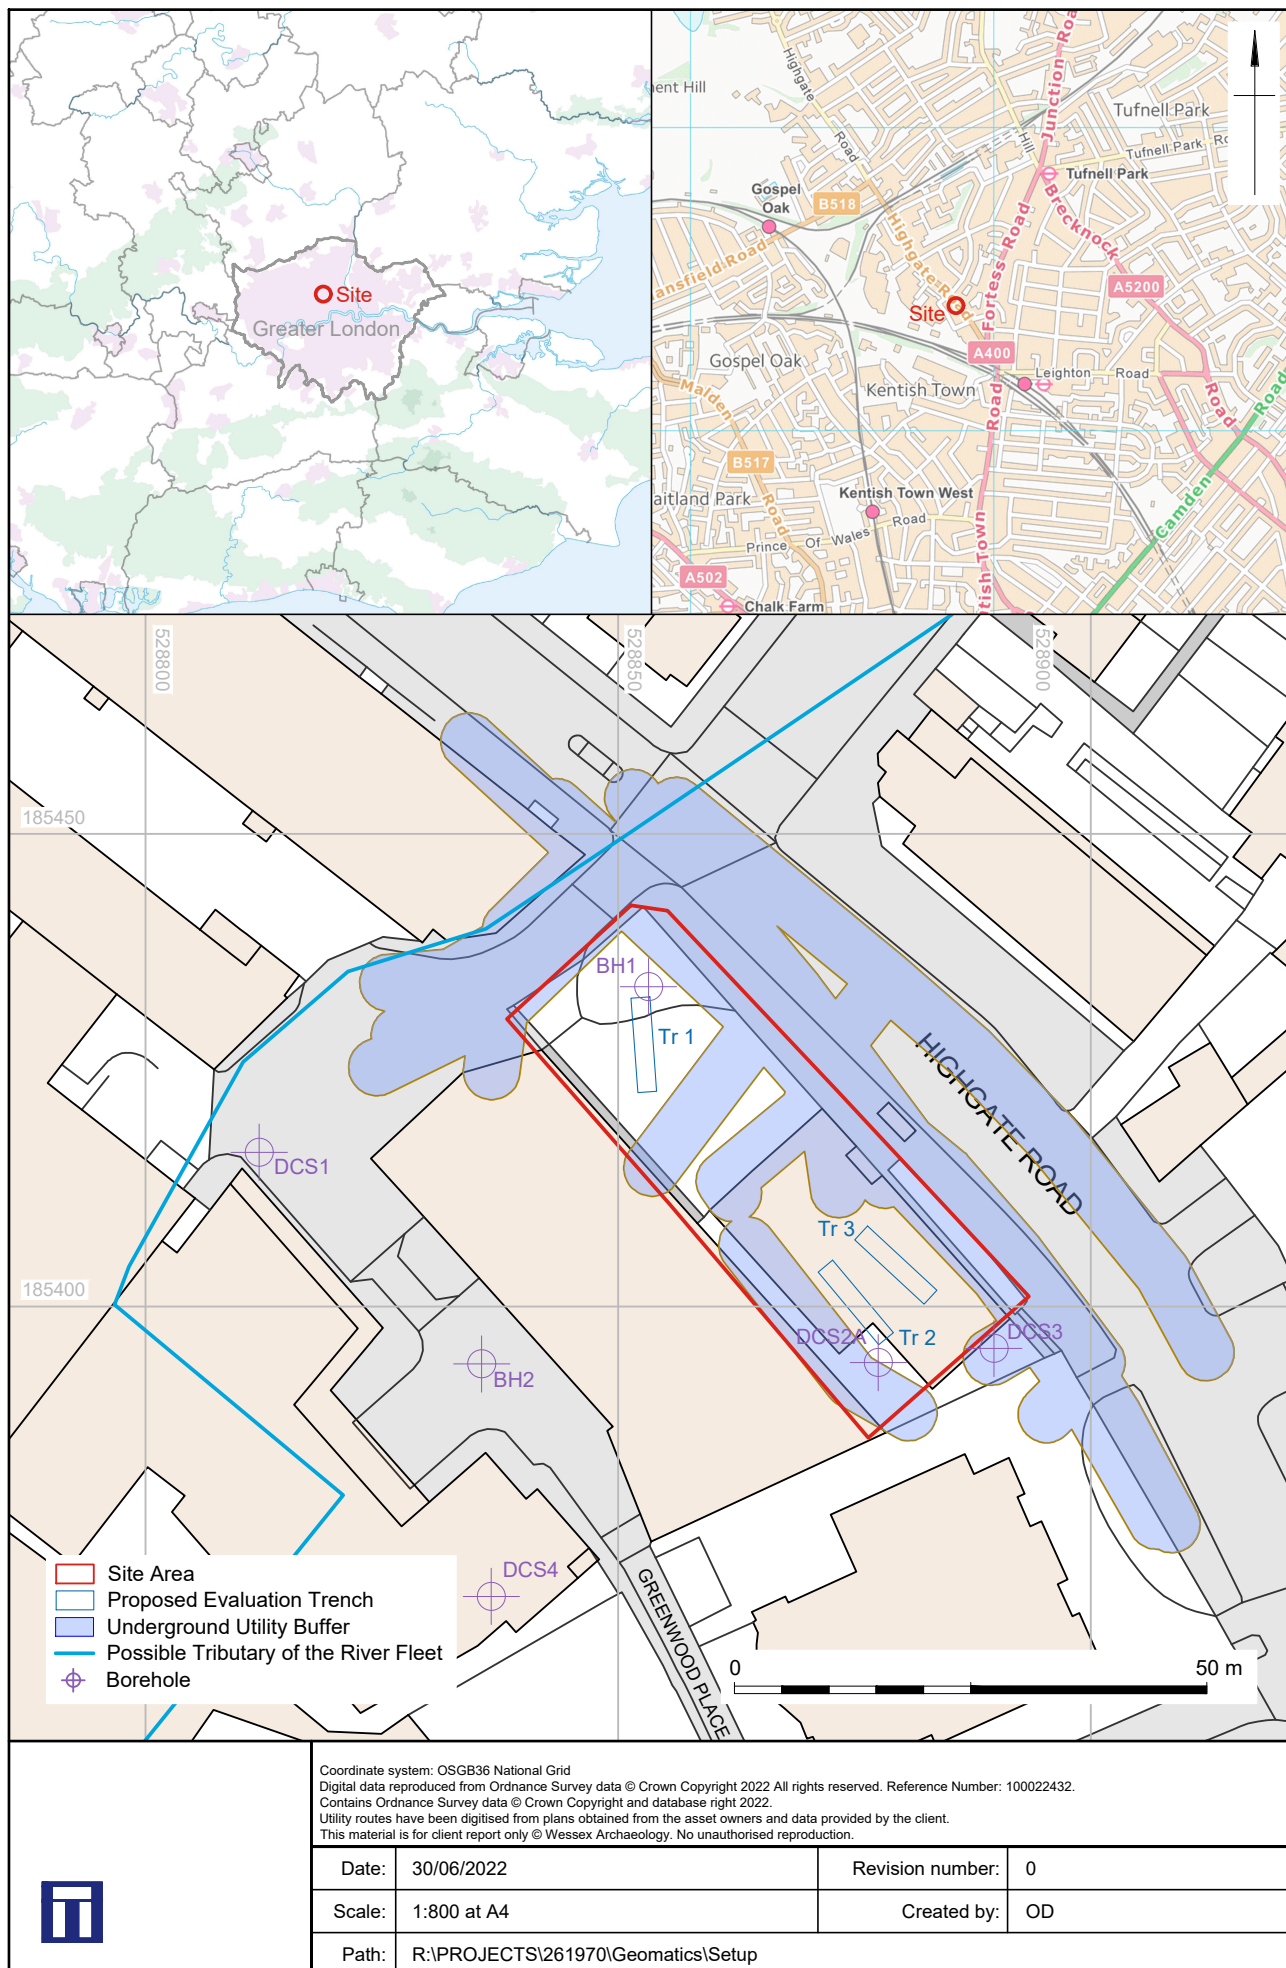 Site
Greater London
ent Hill
Highgate
Road
Hill
Junction Roa
Tufnell Park
Tufnell Park Ro
Tufnell Park
Gospel
Oak
B518
Highgate Road
Fortess Road
Brecknock
Road
A5200
ansfield Road
Site
A400
Leighton Road
Gospel Oak
Kentish Town
Malden
Road
B517
aitland Park
Kentish Town West
Prince Of Wales Road
Road
ntish Town
Camden Road
A502
Chalk Farm
528800
528850
528900
185450
185400
BH1
Tr 1
HIGHGATE ROAD
DCS1
Tr 3
DCS2A
Tr 2
DCS3
BH2
DCS4
GREENWOOD PLACE
Site Area
Proposed Evaluation Trench
Underground Utility Buffer
Possible Tributary of the River Fleet
Borehole
0 50 m
Coordinate system: OSGB36 National Grid
Digital data reproduced from Ordnance Survey data © Crown Copyright 2022 All rights reserved. Reference Number: 100022432.
Contains Ordnance Survey data © Crown Copyright and database right 2022.
Utility routes have been digitised from plans obtained from the asset owners and data provided by the client.
This material is for client report only © Wessex Archaeology. No unauthorised reproduction.
Date: 30/06/2022 Revision number: 0
Scale: 1:800 at A4 Created by: OD
Path: R:\PROJECTS\261970\Geomatics\Setup